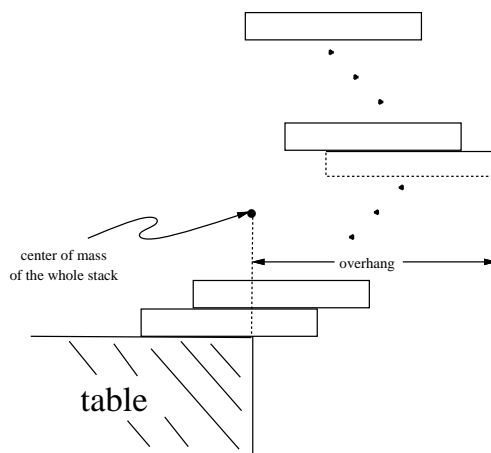 center of mass
of the whole stack
overhang
table